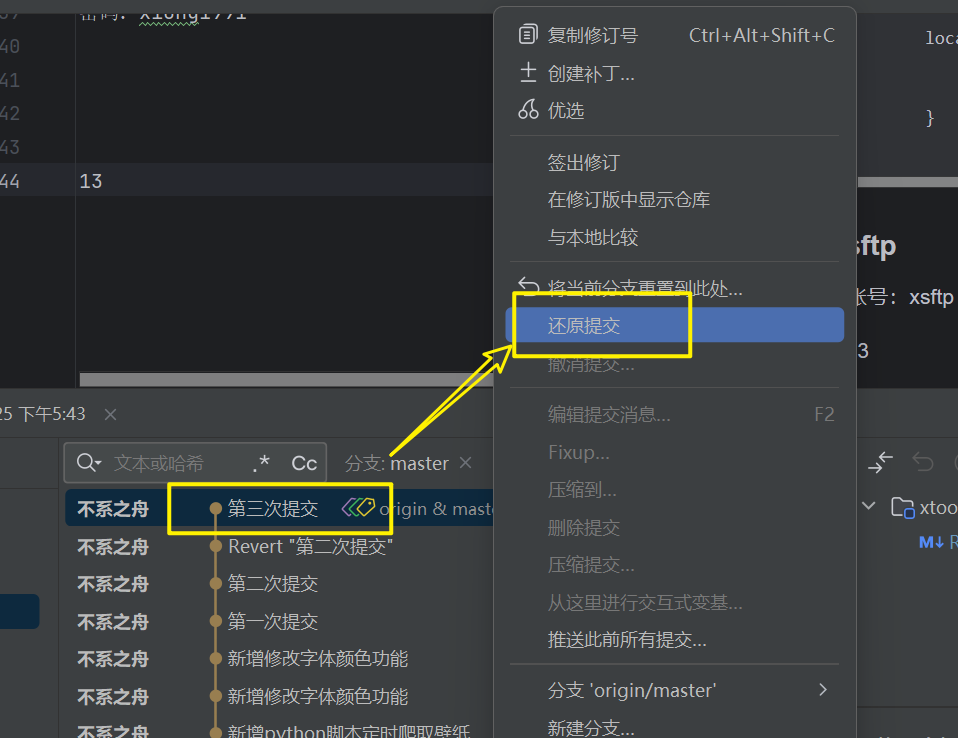 复制修订号 Ctrl+Alt+Shift+C
创建补丁...
优选
签出修订
在修订版中显示仓库
与本地比较
将当前分支重置到此处...
还原提交
撤消提交...
编辑提交消息... F2
Fixup...
压缩到...
删除提交
压缩提交...
从这里进行交互式变基...
推送此前所有提交...
分支 'origin/master'
新建分支...
密码: xiong1991
40
41
42
43
44
13
}
sftp
账号: xsftp
3
25 下午5:43
文本或哈希 .* Cc
分支: master
不系之舟 第三次提交 origin & maste
不系之舟 Revert "第二次提交"
不系之舟 第二次提交
不系之舟 第一次提交
不系之舟 新增修改字体颜色功能
不系之舟 新增修改字体颜色功能
不系之舟 新增python脚本定时爬取壁纸
xtoo
M↓ R